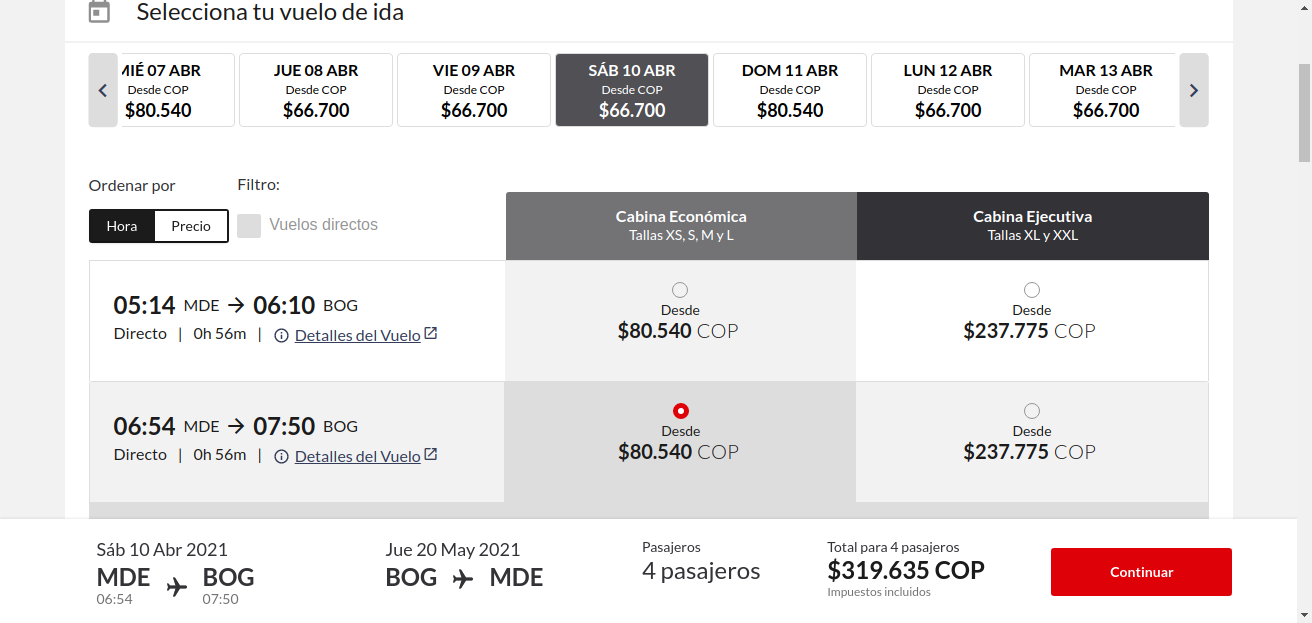 Selecciona tu vuelo de ida
MIÉ 07 ABR
Desde COP
$80.540
JUE 08 ABR
Desde COP
$66.700
VIE 09 ABR
Desde COP
$66.700
SÁB 10 ABR
Desde COP
$66.700
DOM 11 ABR
Desde COP
$80.540
LUN 12 ABR
Desde COP
$66.700
MAR 13 ABR
Desde COP
$66.700
Ordenar por
Filtro:
Hora
Precio
Vuelos directos
Cabina Económica
Tallas XS, S, M y L
Cabina Ejecutiva
Tallas XL y XXL
05:14 MDE → 06:10 BOG
Directo | 0h 56m | Detalles del Vuelo
Desde
$80.540 COP
Desde
$237.775 COP
06:54 MDE → 07:50 BOG
Directo | 0h 56m | Detalles del Vuelo
Desde
$80.540 COP
Desde
$237.775 COP
Sáb 10 Abr 2021
MDE BOG
06:54 07:50
Jue 20 May 2021
BOG MDE
Pasajeros
4 pasajeros
Total para 4 pasajeros
$319.635 COP
Impuestos incluidos
Continuar